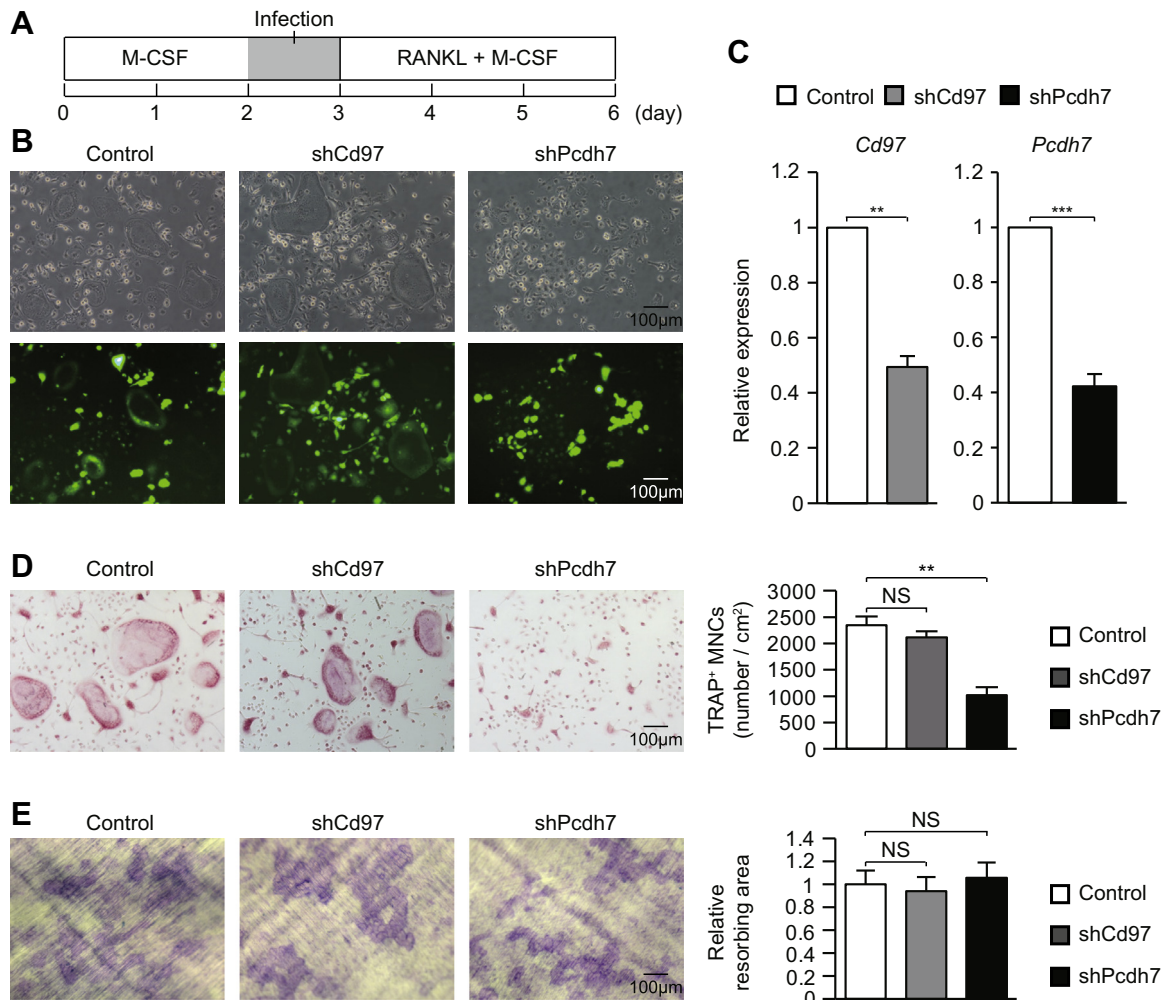 A
Infection
M-CSF
RANKL + M-CSF
0 1 2 3 4 5 6 (day)
B
Control shCd97 shPcdh7
100μm
100μm
C
Control shCd97 shPcdh7
Cd97 Pcdh7
Relative expression
1.2
1
0.8
0.6
0.4
0.2
0
**
1.2
1
0.8
0.6
0.4
0.2
0
***
D
Control shCd97 shPcdh7
100μm
TRAP+ MNCs
(number / cm²)
3000
2500
2000
1500
1000
500
0
**
NS
Control
shCd97
shPcdh7
E
Control shCd97 shPcdh7
100μm
Relative
resorbing area
1.4
1.2
1
0.8
0.6
0.4
0.2
0
NS
NS
Control
shCd97
shPcdh7